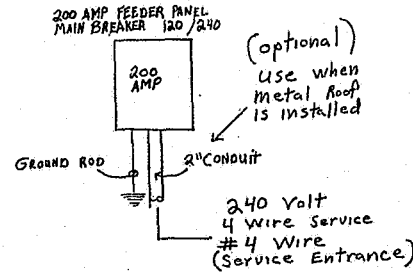 200 AMP FEEDER PANEL
MAIN BREAKER 120/240
200
AMP
(optional)
use when
metal Roof
is installed
GROUND ROD
2" CONDUIT
240 Volt
4 Wire Service
#4 Wire
(Service Entrance)